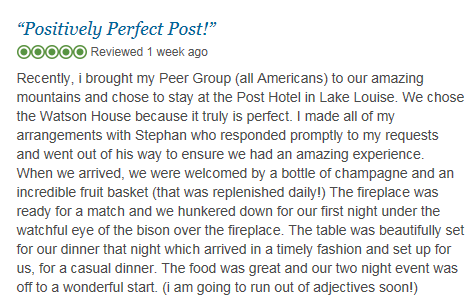 “Positively Perfect Post!”
Reviewed 1 week ago
Recently, i brought my Peer Group (all Americans) to our amazing
mountains and chose to stay at the Post Hotel in Lake Louise. We chose
the Watson House because it truly is perfect. I made all of my
arrangements with Stephan who responded promptly to my requests
and went out of his way to ensure we had an amazing experience.
When we arrived, we were welcomed by a bottle of champagne and an
incredible fruit basket (that was replenished daily!) The fireplace was
ready for a match and we hunkered down for our first night under the
watchful eye of the bison over the fireplace. The table was beautifully set
for our dinner that night which arrived in a timely fashion and set up for
us, for a casual dinner. The food was great and our two night event was
off to a wonderful start. (i am going to run out of adjectives soon!)